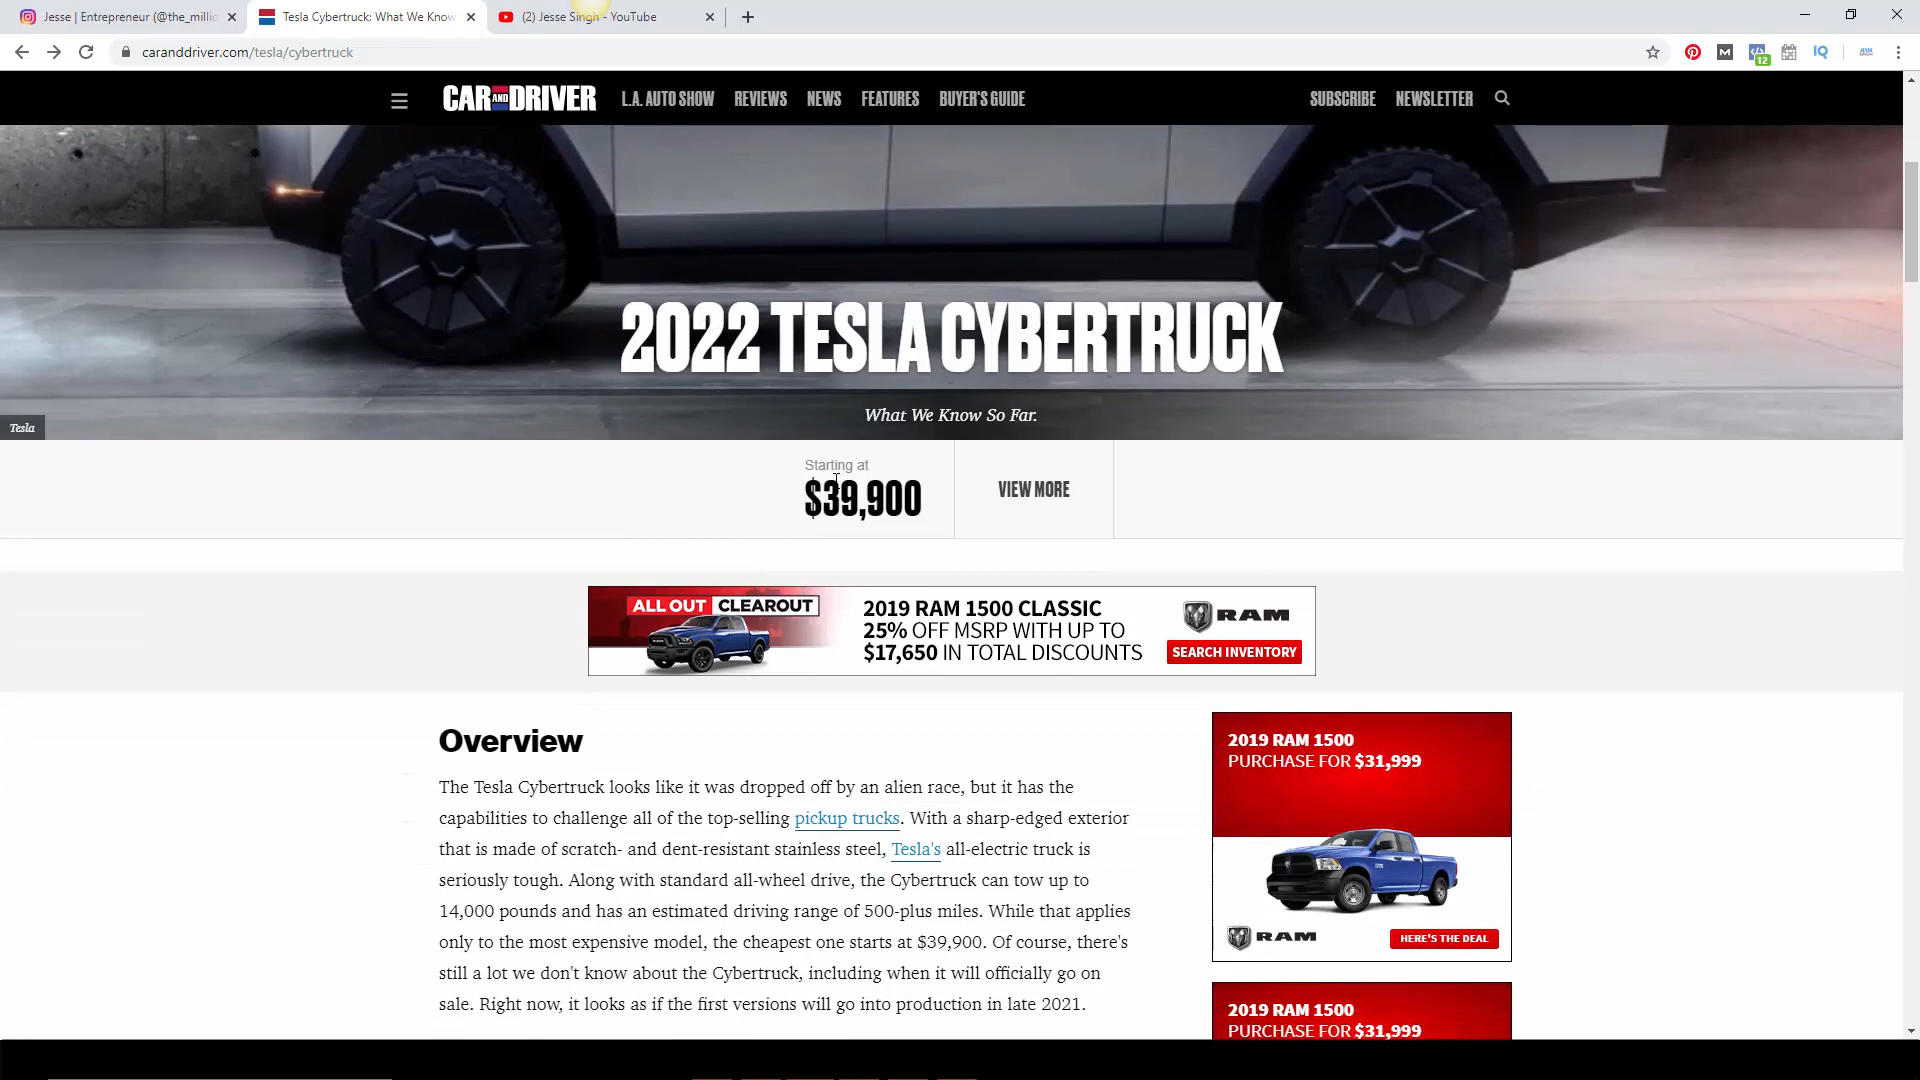 Jesse | Entrepreneur (@the_millio
Tesla Cybertruck: What We Know
(2) Jesse Singh - YouTube
caranddriver.com/tesla/cybertruck
12
CAR AND DRIVER
L.A. AUTO SHOW
REVIEWS
NEWS
FEATURES
BUYER'S GUIDE
SUBSCRIBE
NEWSLETTER
2022 TESLA CYBERTRUCK
What We Know So Far.
Tesla
Starting at
$39,900
VIEW MORE
ALL OUT CLEAROUT
2019 RAM 1500 CLASSIC
25% OFF MSRP WITH UP TO
$17,650 IN TOTAL DISCOUNTS
RAM
SEARCH INVENTORY
Overview
The Tesla Cybertruck looks like it was dropped off by an alien race, but it has the
capabilities to challenge all of the top-selling pickup trucks. With a sharp-edged exterior
that is made of scratch- and dent-resistant stainless steel, Tesla's all-electric truck is
seriously tough. Along with standard all-wheel drive, the Cybertruck can tow up to
14,000 pounds and has an estimated driving range of 500-plus miles. While that applies
only to the most expensive model, the cheapest one starts at $39,900. Of course, there's
still a lot we don't know about the Cybertruck, including when it will officially go on
sale. Right now, it looks as if the first versions will go into production in late 2021.
2019 RAM 1500
PURCHASE FOR $31,999
RAM
HERE'S THE DEAL
2019 RAM 1500
PURCHASE FOR $31,999